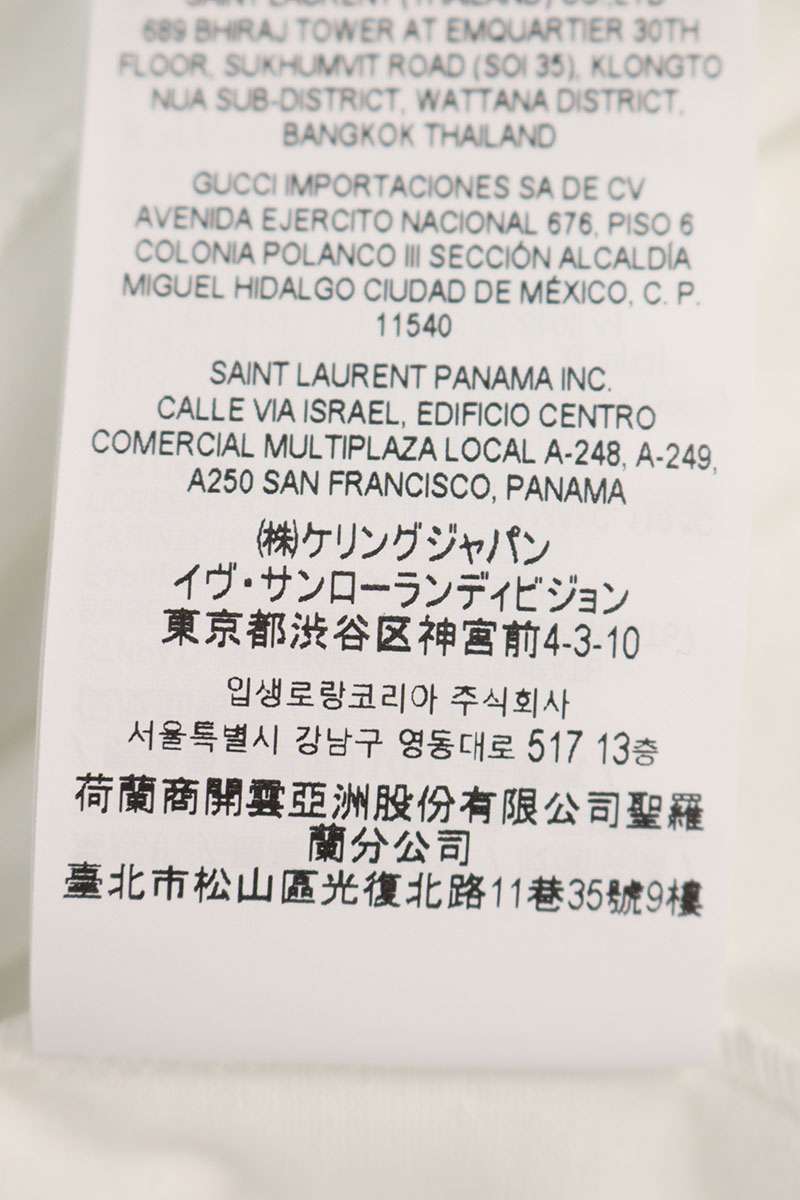 SAINT LAURENT (THAILAND) CO.,LTD
689 BHIRAJ TOWER AT EMQUARTIER 30TH
FLOOR, SUKHUMVIT ROAD (SOI 35), KLONGTO
NUA SUB-DISTRICT, WATTANA DISTRICT,
BANGKOK THAILAND
GUCCI IMPORTACIONES SA DE CV
AVENIDA EJERCITO NACIONAL 676, PISO 6
COLONIA POLANCO III SECCIÓN ALCALDÍA
MIGUEL HIDALGO CIUDAD DE MÉXICO, C. P.
11540
SAINT LAURENT PANAMA INC.
CALLE VIA ISRAEL, EDIFICIO CENTRO
COMERCIAL MULTIPLAZA LOCAL A-248, A-249,
A250 SAN FRANCISCO, PANAMA
(株)ケリングジャパン
イヴ・サンローランディビジョン
東京都渋谷区神宮前4-3-10
입생로랑코리아 주식회사
서울특별시 강남구 영동대로 517 13층
荷蘭商開雲亞洲股份有限公司聖羅
蘭分公司
臺北市松山區光復北路11巷35號9樓